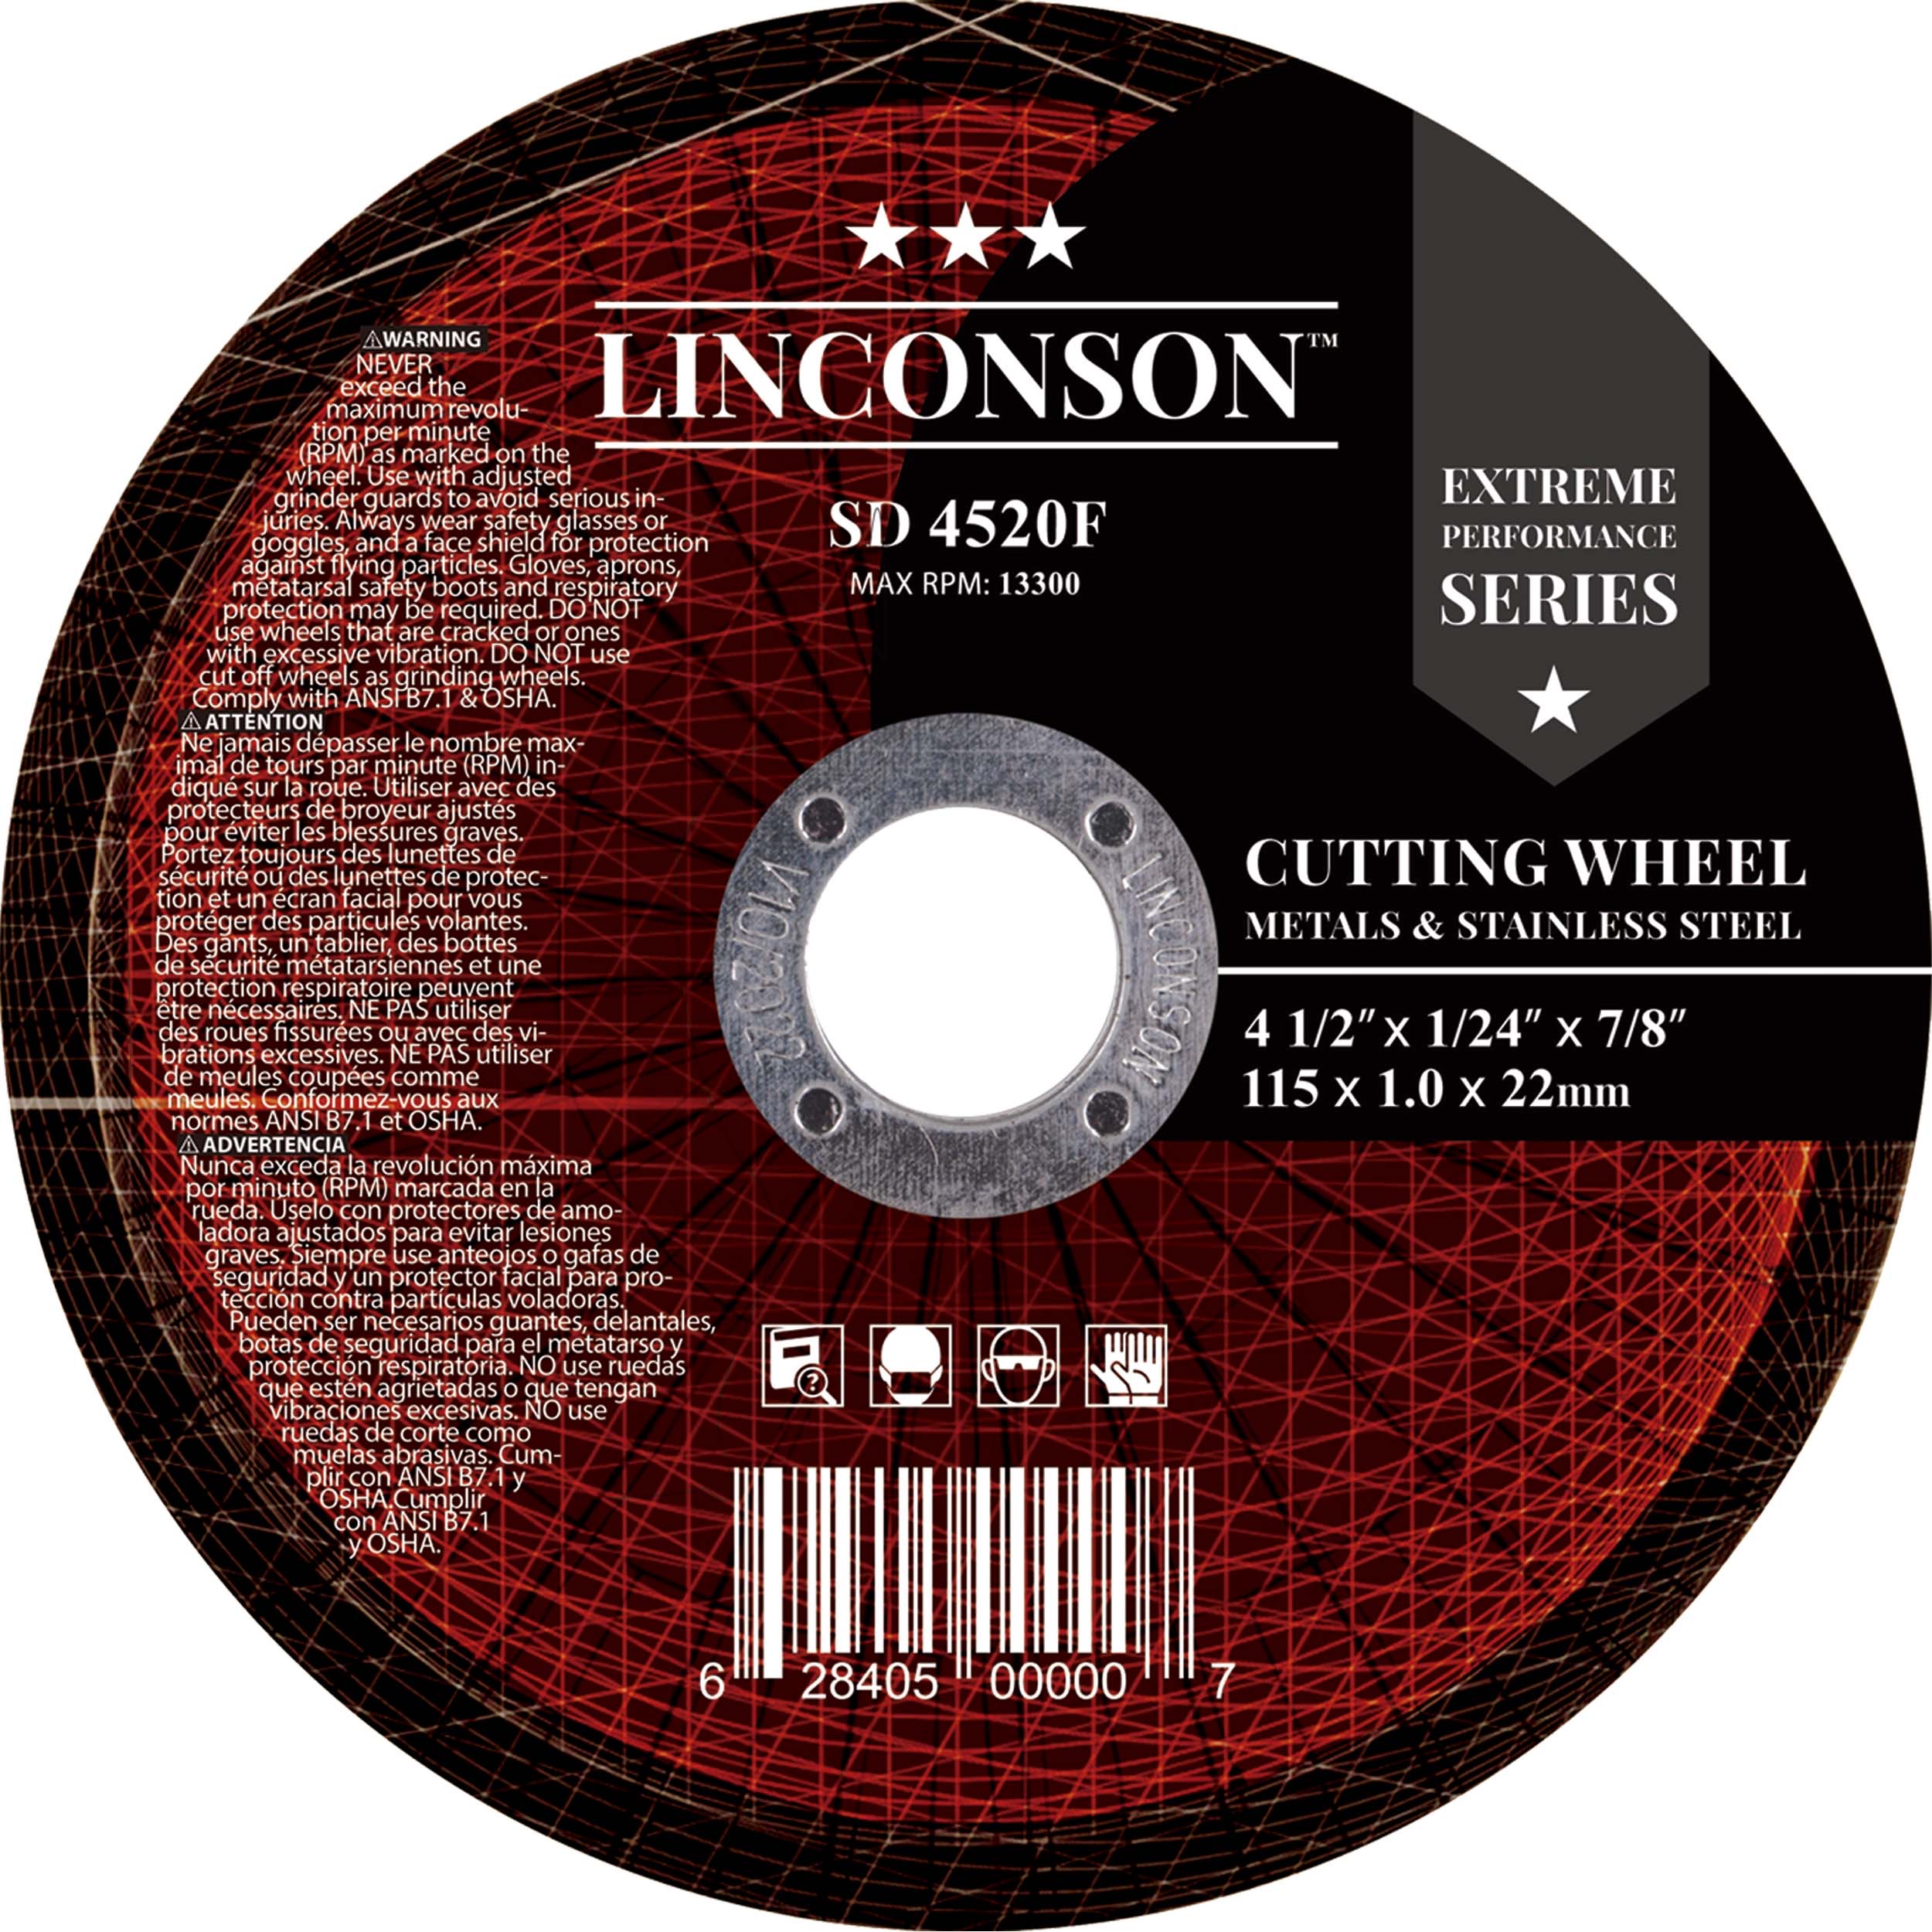 LINCONSON™
SD 4520F
MAX RPM: 13300
EXTREME
PERFORMANCE
SERIES
CUTTING WHEEL
METALS & STAINLESS STEEL
4 1/2" x 1/24" x 7/8"
115 x 1.0 x 22mm
LINCONSON
V10/2022
⚠WARNING
NEVER
exceed the
maximum revolu-
tion per minute
(RPM) as marked on the
wheel. Use with adjusted
grinder guards to avoid serious in-
juries. Always wear safety glasses or
goggles, and a face shield for protection
against flying particles. Gloves, aprons,
metatarsal safety boots and respiratory
protection may be required. DO NOT
use wheels that are cracked or ones
with excessive vibration. DO NOT use
cut off wheels as grinding wheels.
Comply with ANSI B7.1 & OSHA.
⚠ ATTENTION
Ne jamais dépasser le nombre max-
imal de tours par minute (RPM) in-
diqué sur la roue. Utiliser avec des
protecteurs de broyeur ajustés
pour éviter les blessures graves.
Portez toujours des lunettes de
sécurité ou des lunettes de protec-
tion et un écran facial pour vous
protéger des particules volantes.
Des gants, un tablier, des bottes
de sécurité métatarsiennes et une
protection respiratoire peuvent
être nécessaires. NE PAS utiliser
des roues fissurées ou avec des vi-
brations excessives. NE PAS utiliser
de meules coupées comme
meules. Conformez-vous aux
normes ANSI B7.1 et OSHA.
⚠ ADVERTENCIA
Nunca exceda la revolución máxima
por minuto (RPM) marcada en la
rueda. Úselo con protectores de amo-
ladora ajustados para evitar lesiones
graves. Siempre use anteojos o gafas de
seguridad y un protector facial para pro-
tección contra partículas voladoras.
Pueden ser necesarios guantes, delantales,
botas de seguridad para el metatarso y
protección respiratoria. NO use ruedas
que estén agrietadas o que tengan
vibraciones excesivas. NO use
ruedas de corte como
muelas abrasivas. Cum-
plir con ANSI B7.1 y
OSHA.Cumplir
con ANSI B7.1
y OSHA.
?
6 28405 00000 7